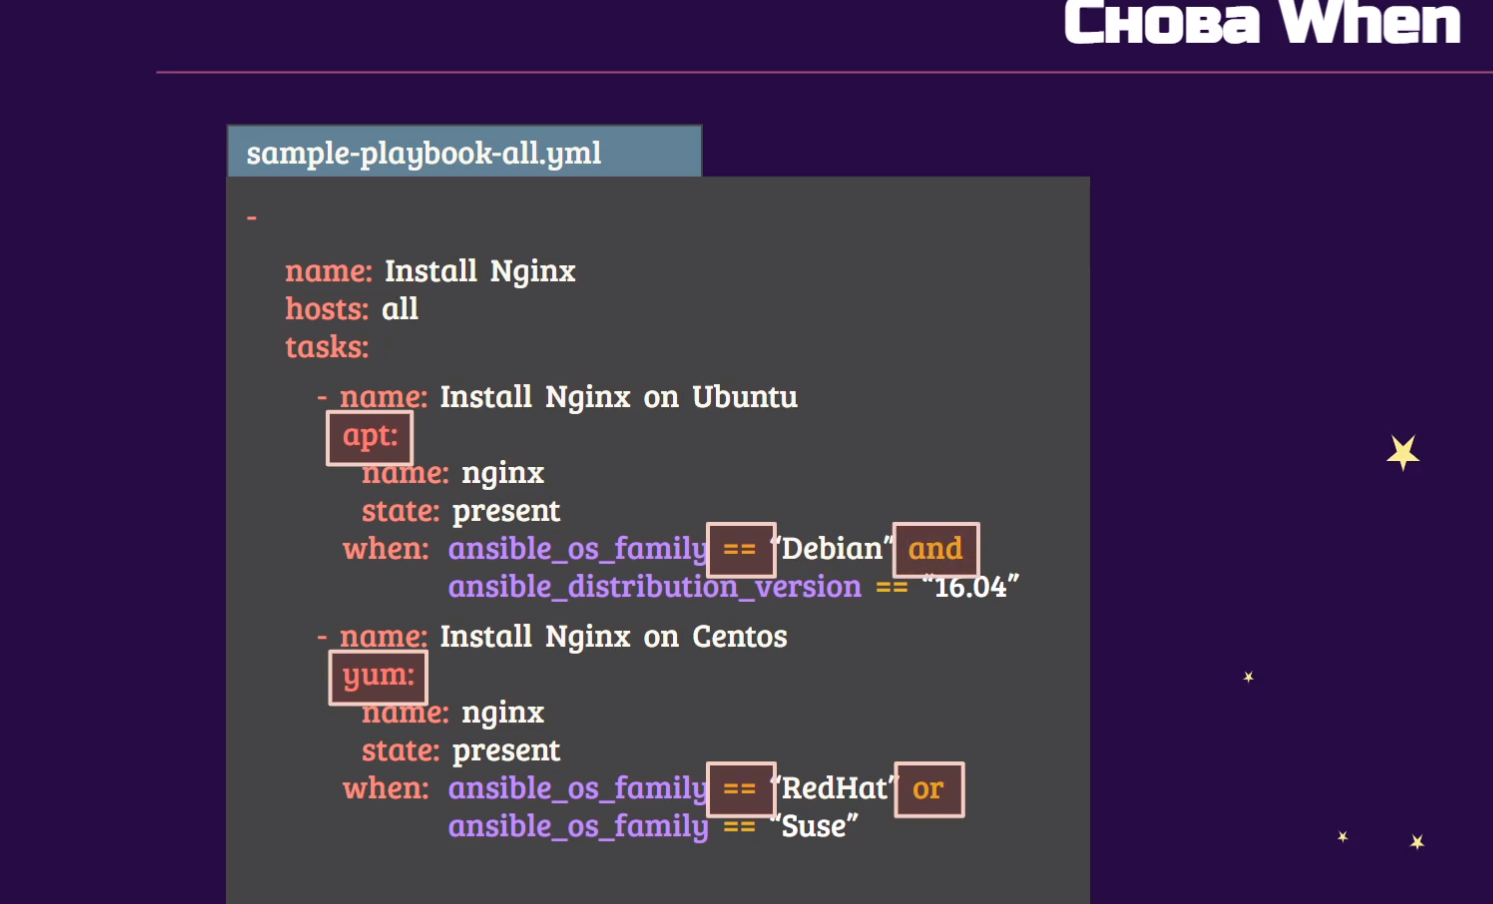 Снова When
sample-playbook-all.yml
-
name: Install Nginx
hosts: all
tasks:
- name: Install Nginx on Ubuntu
apt:
name: nginx
state: present
when: ansible_os_family == “Debian” and
ansible_distribution_version == “16.04”
- name: Install Nginx on Centos
yum:
name: nginx
state: present
when: ansible_os_family == “RedHat” or
ansible_os_family == “Suse”